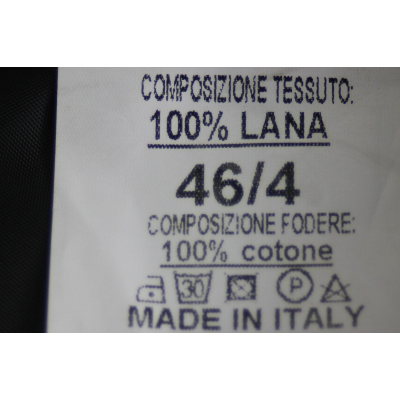 COMPOSIZIONE TESSUTO:
100% LANA
46/4
COMPOSIZIONE FODERE:
100% cotone
30 P
MADE IN ITALY